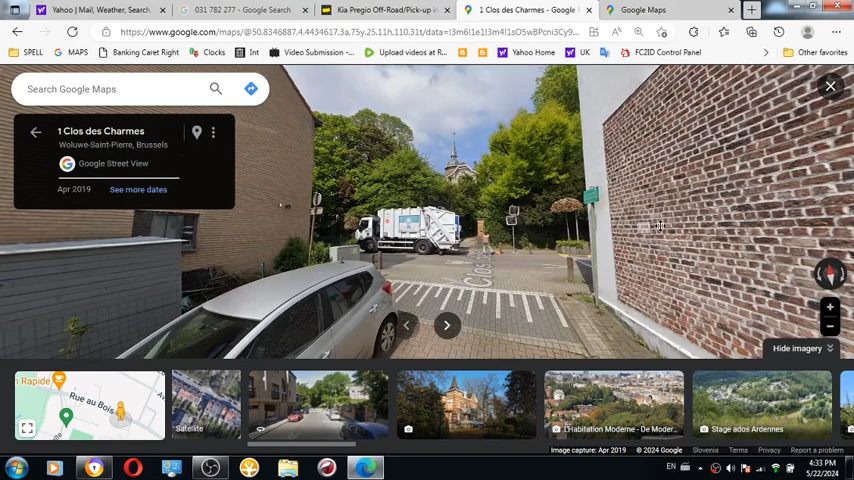 Yahoo | Mail, Weather, Search,
031 782 277 - Google Search
Kia Pregio Off-Road/Pick-up in
1 Clos des Charmes - Google M
Google Maps
https://www.google.com/maps/@50.8346887,4.4434617,3a,75y,25.11h,110.31t/data=!3m6!1e1!3m4!1sO5wBPcni3Cy9...
SPELL
MAPS
Banking Caret Right
Clocks
Int
Video Submission -...
Upload videos at R...
Yahoo Home
UK
FC2ID Control Panel
Other favorites
Search Google Maps
1 Clos des Charmes
Woluwe-Saint-Pierre, Brussels
Google Street View
Apr 2019
See more dates
Clos
Hide imagery
n Rapide
Rue au Bois
Satellite
L'Habitation Moderne - De Moder...
Stage ados Ardennes
Image capture: Apr 2019
© 2024 Google
Slovenia
Terms
Privacy
Report a problem
EN
4:33 PM
5/22/2024